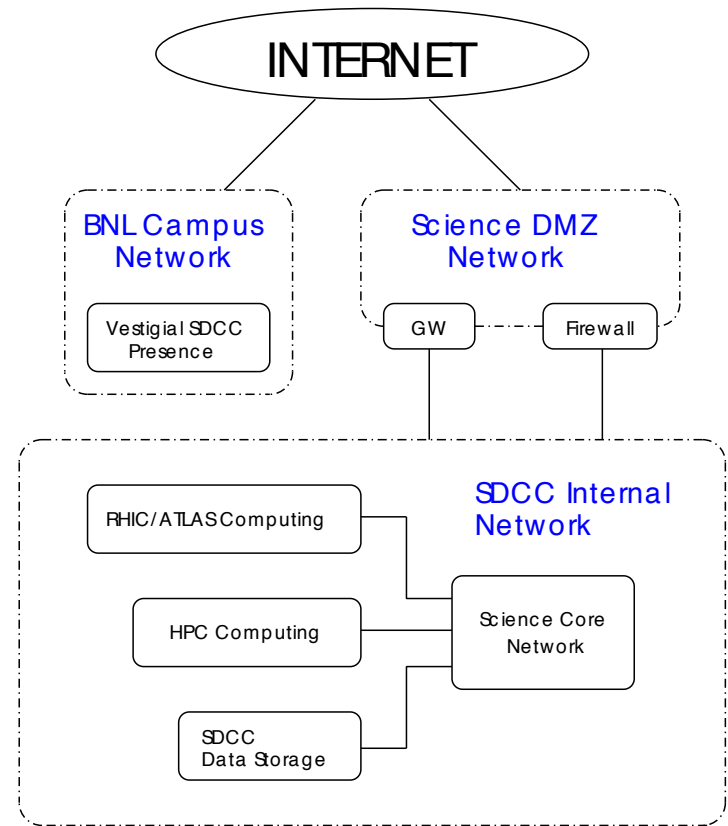 INTERNET
BNL Campus
Network
Vestigial SDCC
Presence
Science DMZ
Network
GW
Firewall
SDCC Internal
Network
RHIC/ATLAS Computing
HPC Computing
SDCC
Data Storage
Science Core
Network